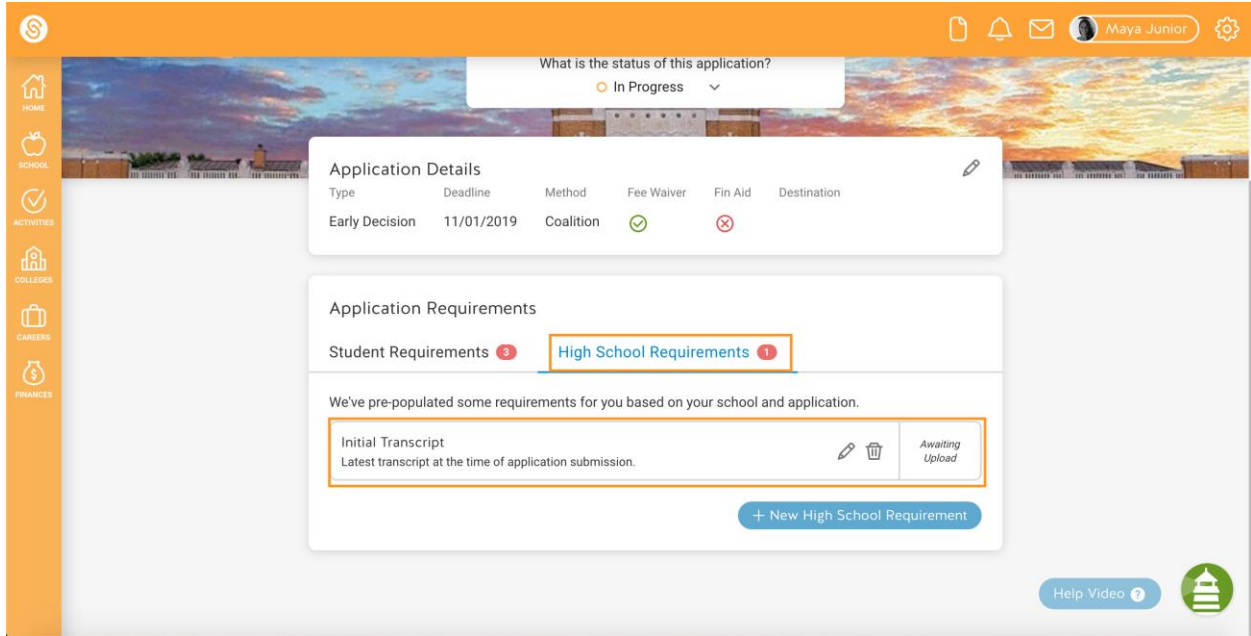 Maya Junior
HOME
SCHOOL
ACTIVITIES
COLLEGES
CAREERS
FINANCES
What is the status of this application?
In Progress
Application Details
Type Deadline Method Fee Waiver Fin Aid Destination
Early Decision 11/01/2019 Coalition
Application Requirements
Student Requirements 3 High School Requirements 1
We've pre-populated some requirements for you based on your school and application.
Initial Transcript
Latest transcript at the time of application submission.
Awaiting
Upload
+ New High School Requirement
Help Video ?